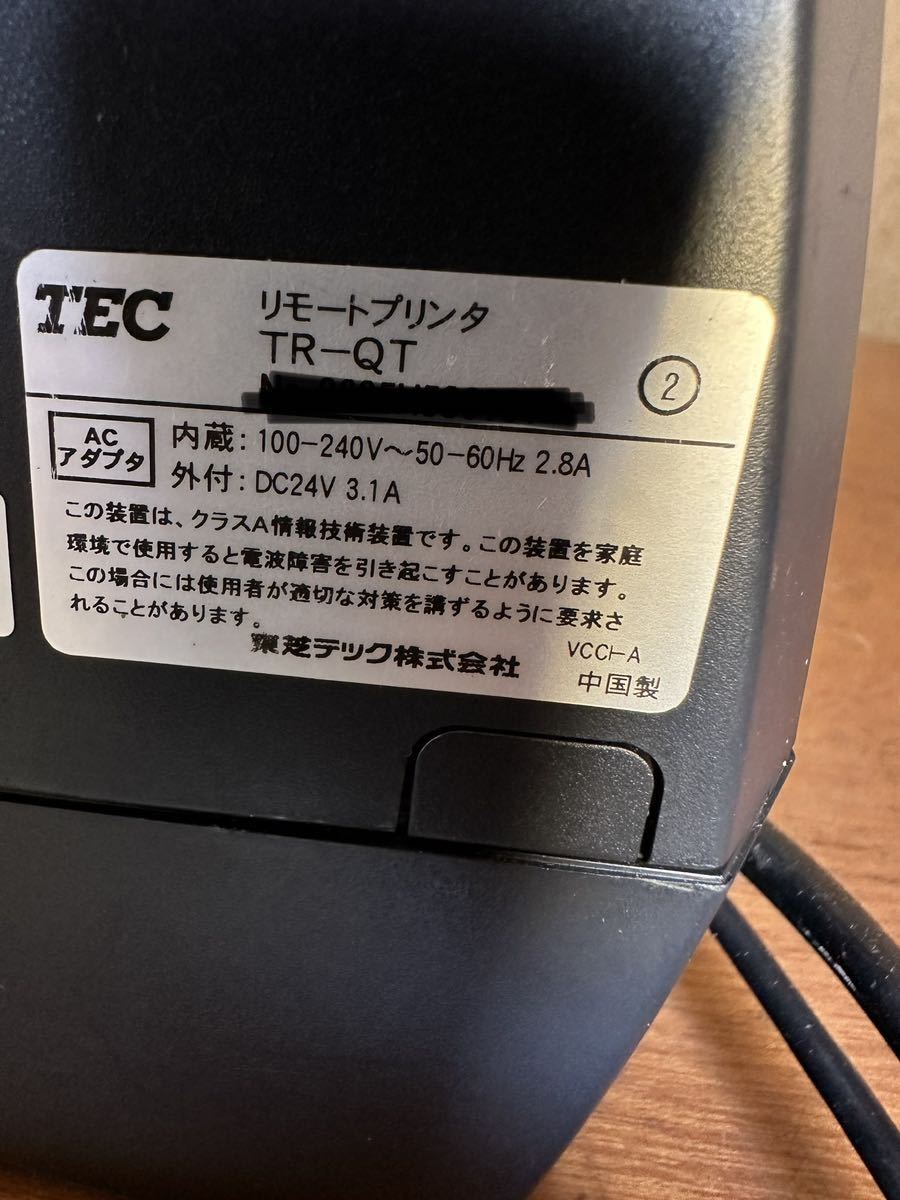 TEC
リモートプリンタ
TR-QT
2
AC
アダプタ
内蔵：100-240V～50-60Hz 2.8A
外付：DC24V 3.1A
この装置は、クラスA情報技術装置です。この装置を家庭
環境で使用すると電波障害を引き起こすことがあります。
この場合には使用者が適切な対策を講ずるように要求さ
れることがあります。
東芝テック株式会社
VCCI-A
中国製